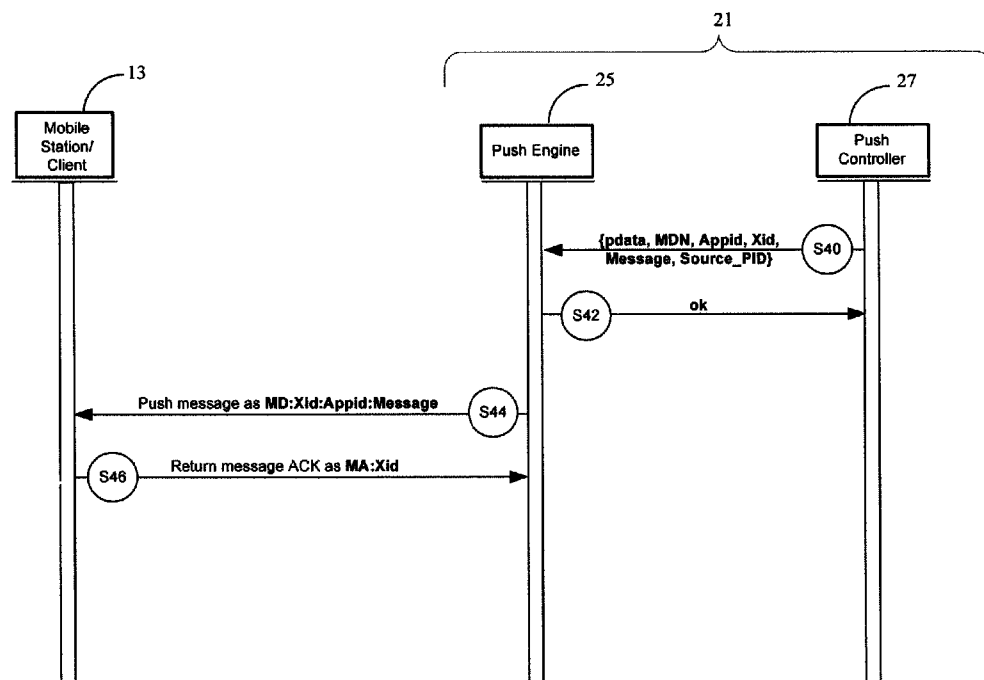 21
13
25
27
Mobile
Station/
Client
Push Engine
Push
Controller
{pdata, MDN, Appid, Xid,
Message, Source_PID}
S40
S42
ok
Push message as MD:Xid:Appid:Message
S44
S46
Return message ACK as MA:Xid